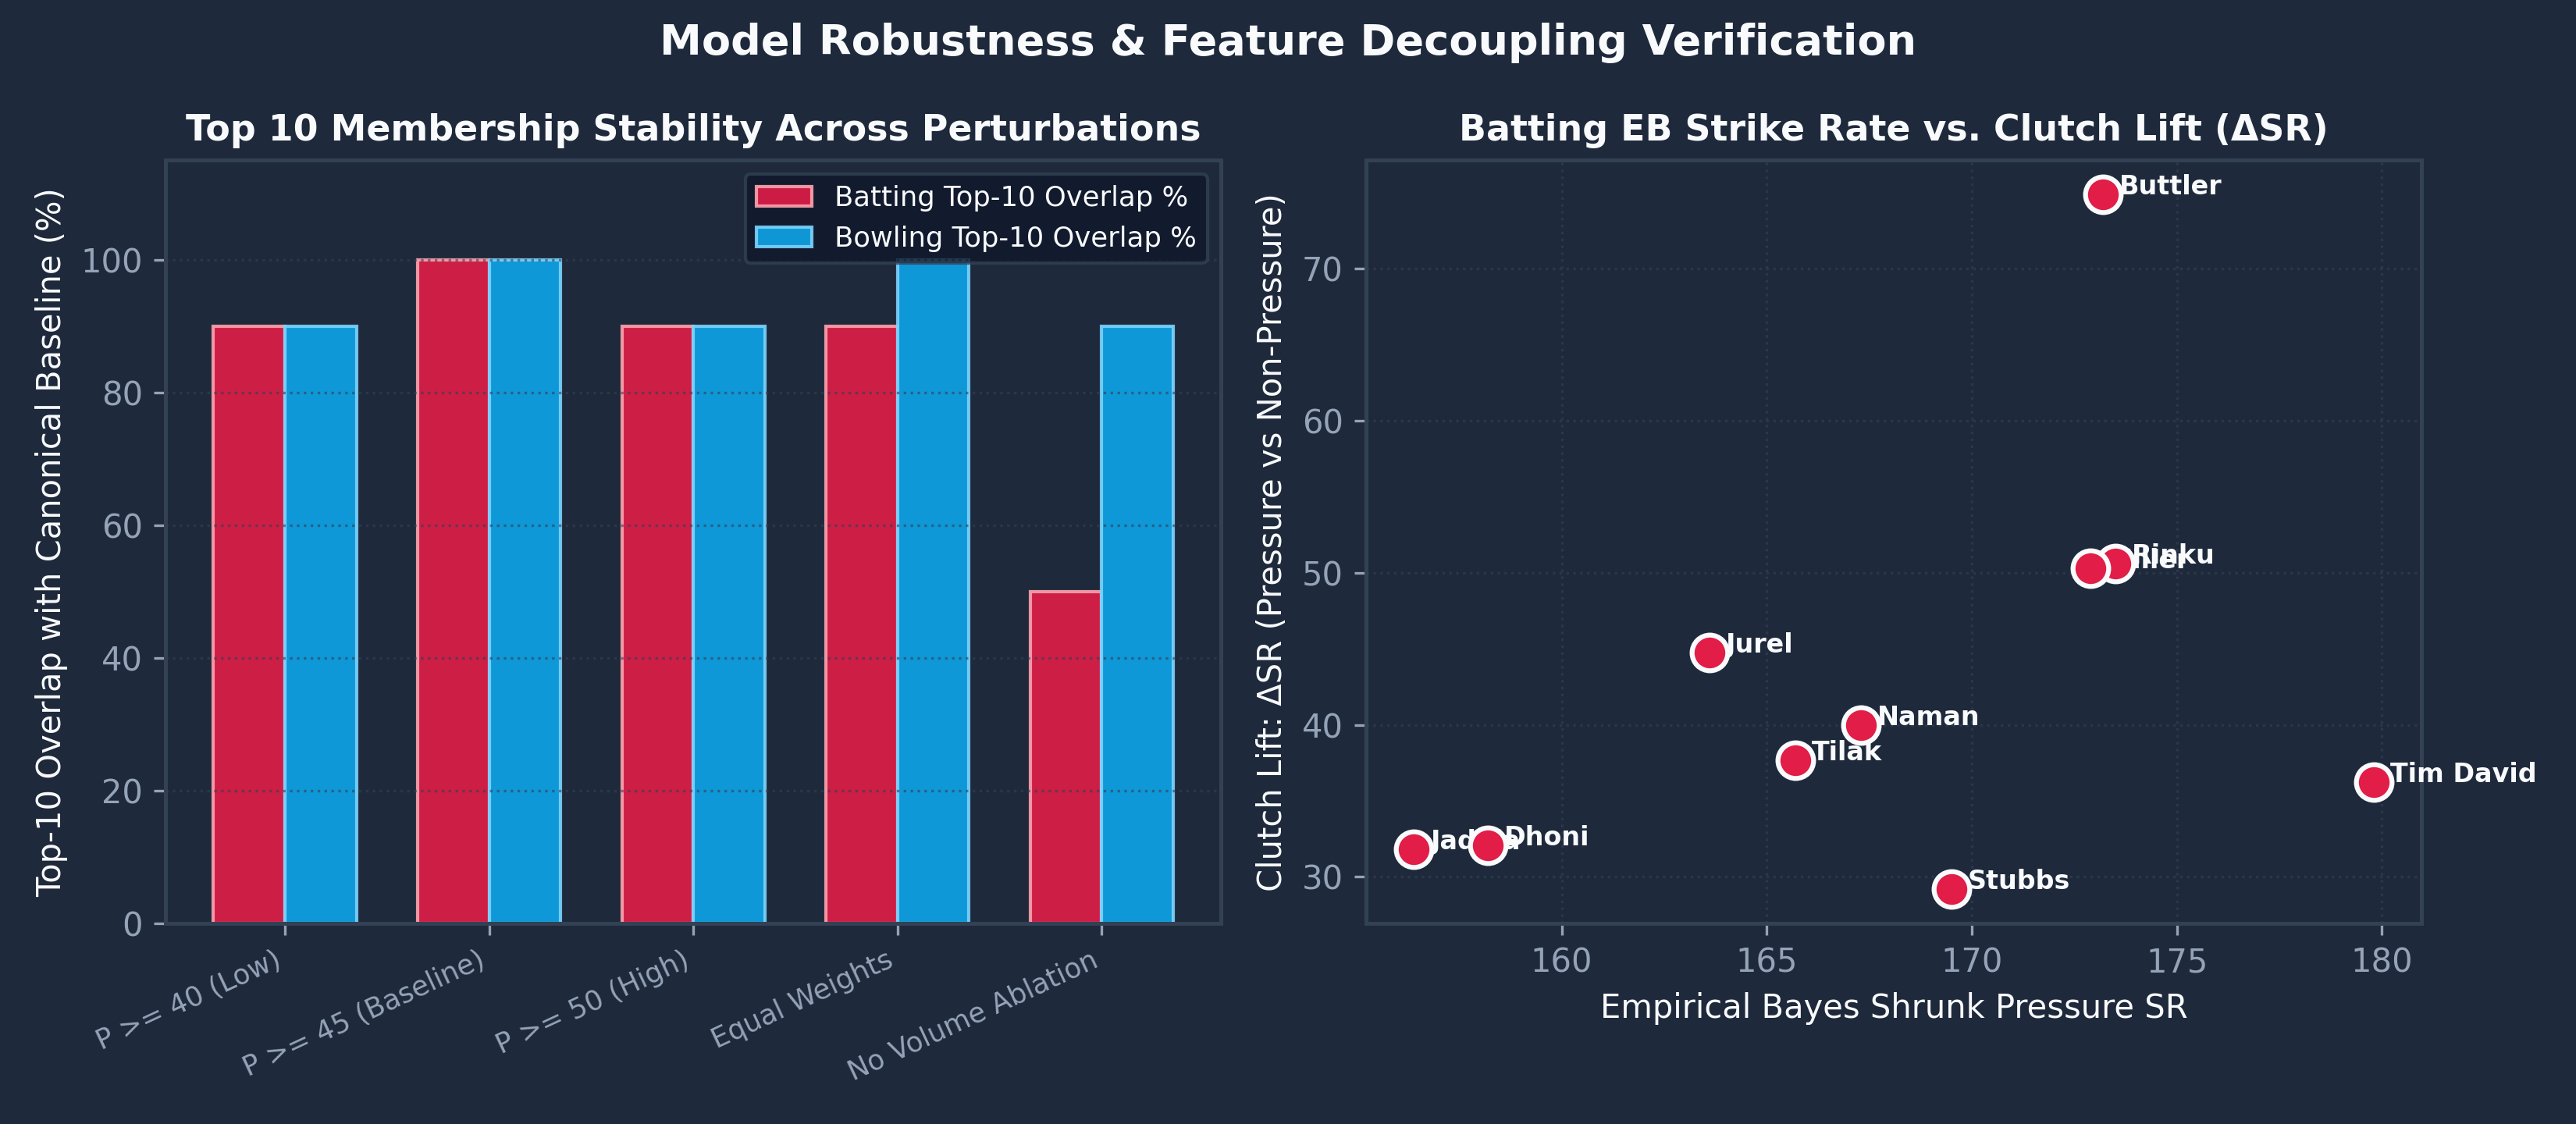 Model Robustness & Feature Decoupling Verification
Top 10 Membership Stability Across Perturbations
Top-10 Overlap with Canonical Baseline (%)
100
80
60
40
20
0
Batting Top-10 Overlap %
Bowling Top-10 Overlap %
P >= 40 (Low)
P >= 45 (Baseline)
P >= 50 (High)
Equal Weights
No Volume Ablation
Batting EB Strike Rate vs. Clutch Lift (ΔSR)
Clutch Lift: ΔSR (Pressure vs Non-Pressure)
70
60
50
40
30
Buttler
Rinku
Jurel
Naman
Tilak
Tim David
Dhoni
Stubbs
160
165
170
175
180
Empirical Bayes Shrunk Pressure SR